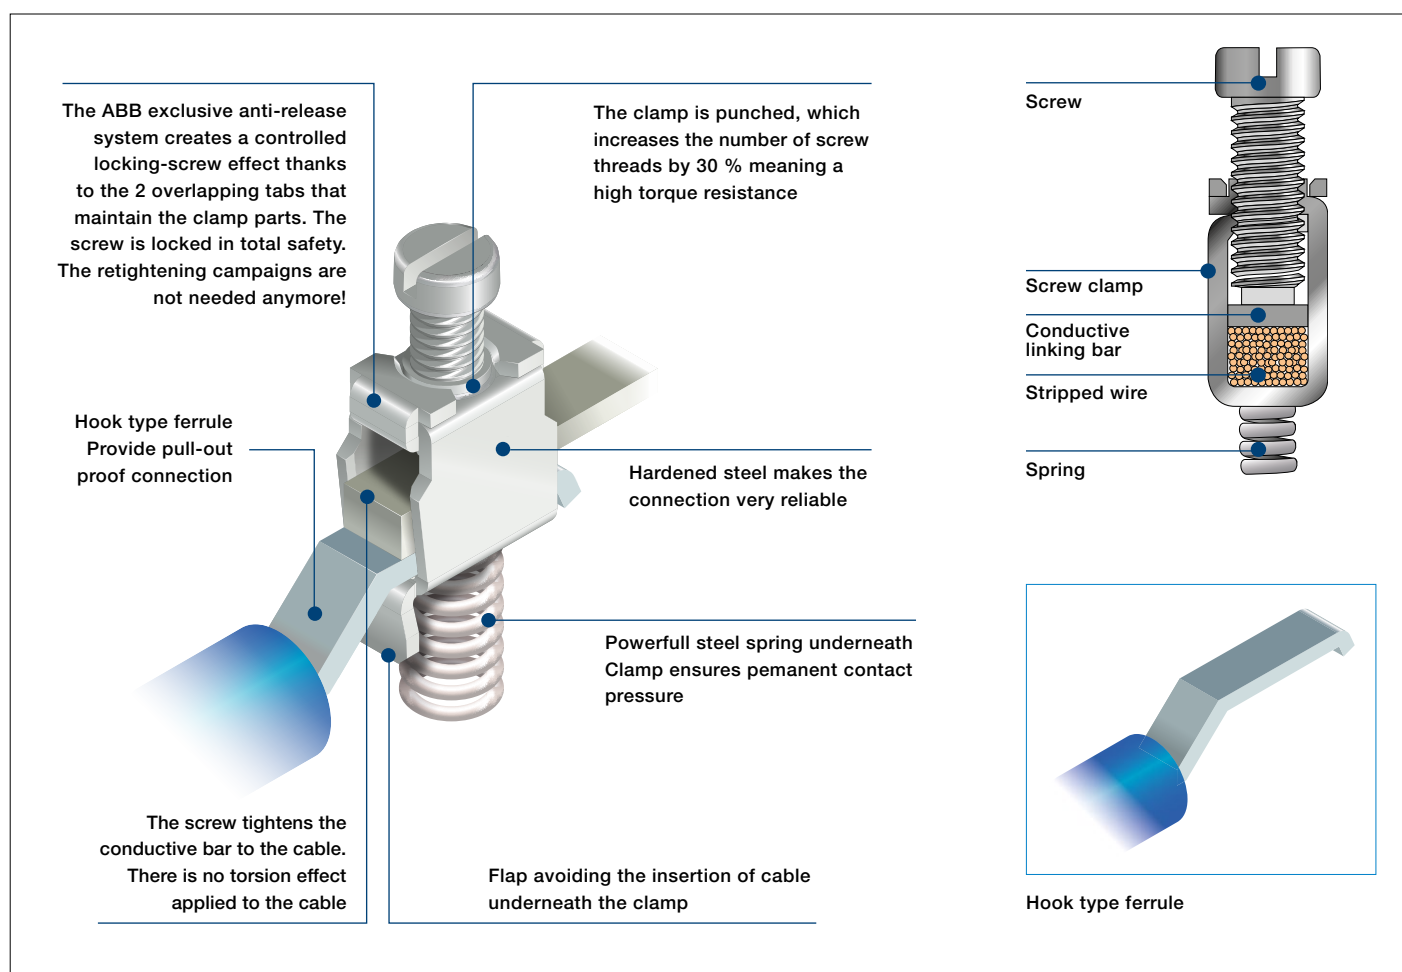 The ABB exclusive anti-release
system creates a controlled
locking-screw effect thanks
to the 2 overlapping tabs that
maintain the clamp parts. The
screw is locked in total safety.
The retightening campaigns are
not needed anymore!
The clamp is punched, which
increases the number of screw
threads by 30 % meaning a
high torque resistance
Hook type ferrule
Provide pull-out
proof connection
Hardened steel makes the
connection very reliable
Powerfull steel spring underneath
Clamp ensures pemanent contact
pressure
The screw tightens the
conductive bar to the cable.
There is no torsion effect
applied to the cable
Flap avoiding the insertion of cable
underneath the clamp
Screw
Screw clamp
Conductive
linking bar
Stripped wire
Spring
Hook type ferrule